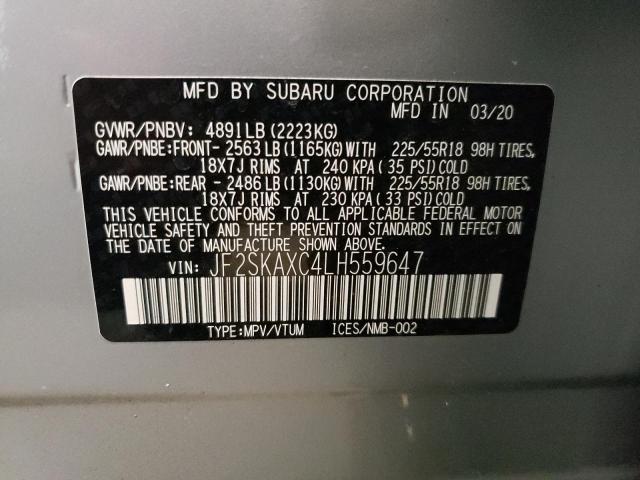 MFD BY SUBARU CORPORATION
MFD IN 03/20
GVWR/PNBV: 4891LB(2223KG)
GAWR/PNBE:FRONT-2563LB(1165KG)WITH 225/55R18 98H TIRES,
18X7J RIMS AT 240 KPA(35 PSI)COLD
GAWR/PNBE:REAR -2486LB(1130KG)WITH 225/55R18 98H TIRES,
18X7J RIMS AT 230 KPA(33 PSI)COLD
THIS VEHICLE CONFORMS TO ALL APPLICABLE FEDERAL MOTOR
VEHICLE SAFETY AND THEFT PREVENTION STANDARDS IN EFFECT
ON THE DATE OF MANUFACTURE SHOWN ABOVE.
VIN: JF2SKAXC4LH559647
TYPE:MPV/VTUM ICES/NMB-002